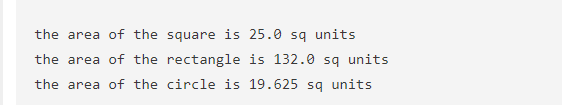 the area of the square is 25.0 sq units
the area of the rectangle is 132.0 sq units
the area of the circle is 19.625 sq units